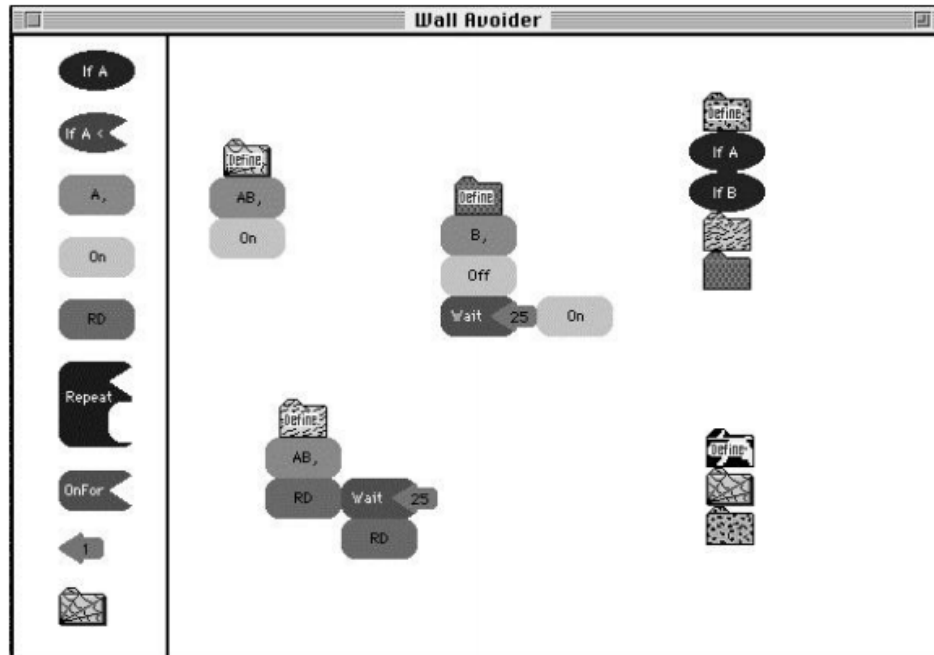 Wall Avoider
If A
If A <
A,
On
RD
Repeat
OnFor
1
Define
AB,
On
Define
B,
Off
Wait 25 On
Define
If A
If B
Define
AB,
RD Wait 25
RD
Define